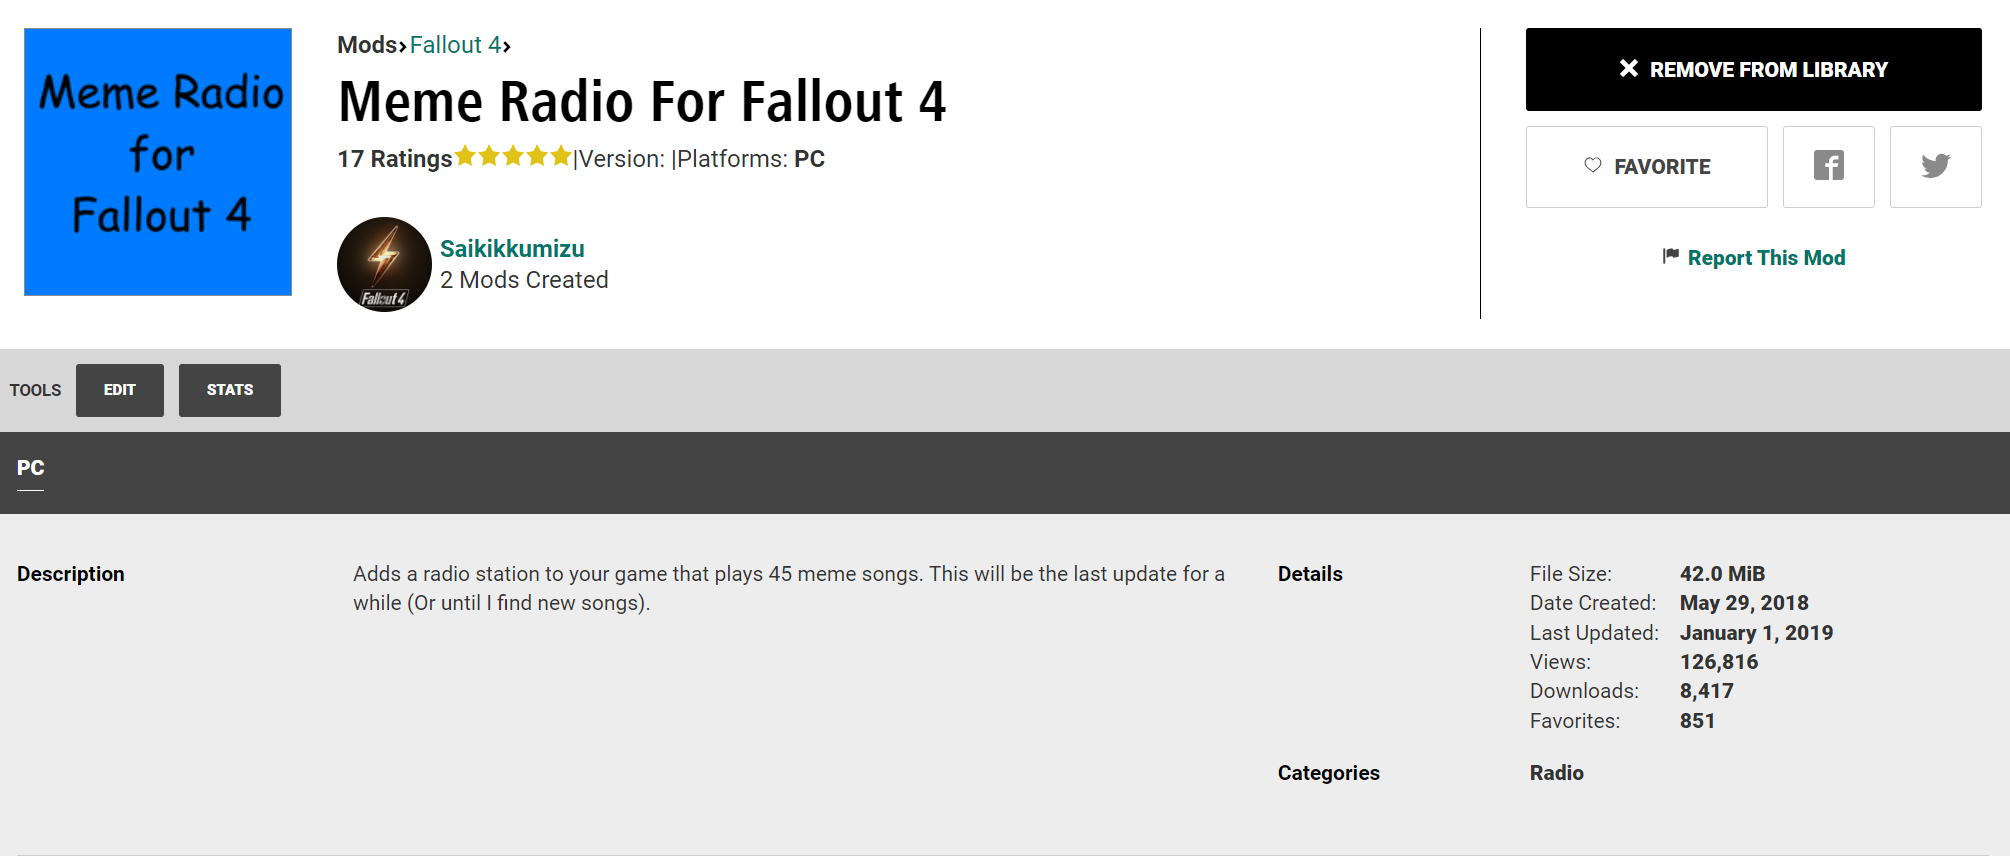 Meme Radio
for
Fallout 4
Mods›Fallout 4›
Meme Radio For Fallout 4
17 Ratings|Version: |Platforms: PC
Fallout 4
Saikikkumizu
2 Mods Created
REMOVE FROM LIBRARY
FAVORITE
Report This Mod
TOOLS EDIT STATS
PC
Description
Adds a radio station to your game that plays 45 meme songs. This will be the last update for a
while (Or until I find new songs).
Details
File Size: 42.0 MiB
Date Created: May 29, 2018
Last Updated: January 1, 2019
Views: 126,816
Downloads: 8,417
Favorites: 851
Categories Radio